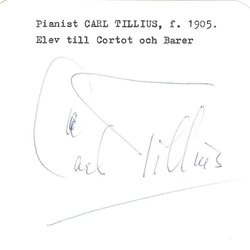 Pianist CARL TILLIUS, f. 1905.
Elev till Cortot och Barer
Carl Tillius